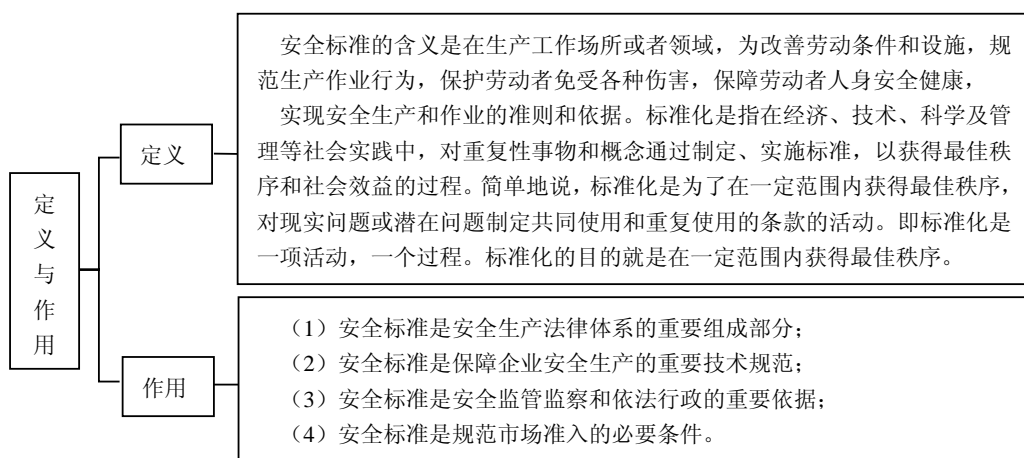 定义与作用
定义
安全标准的含义是在生产工作场所或者领域，为改善劳动条件和设施，规
范生产作业行为，保护劳动者免受各种伤害，保障劳动者人身安全健康，
实现安全生产和作业的准则和依据。标准化是指在经济、技术、科学及管
理等社会实践中，对重复性事物和概念通过制定、实施标准，以获得最佳秩
序和社会效益的过程。简单地说，标准化是为了在一定范围内获得最佳秩序，
对现实问题或潜在问题制定共同使用和重复使用的条款的活动。即标准化是
一项活动，一个过程。标准化的目的就是在一定范围内获得最佳秩序。
作用
（1）安全标准是安全生产法律体系的重要组成部分；
（2）安全标准是保障企业安全生产的重要技术规范；
（3）安全标准是安全监管监察和依法行政的重要依据；
（4）安全标准是规范市场准入的必要条件。